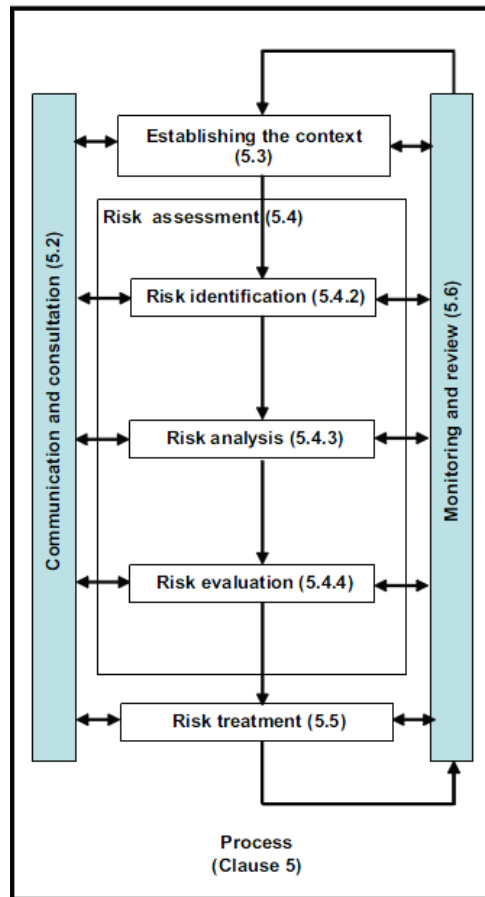 Establishing the context
(5.3)
Risk assessment (5.4)
Risk identification (5.4.2)
Risk analysis (5.4.3)
Risk evaluation (5.4.4)
Risk treatment (5.5)
Communication and consultation (5.2)
Monitoring and review (5.6)
Process
(Clause 5)